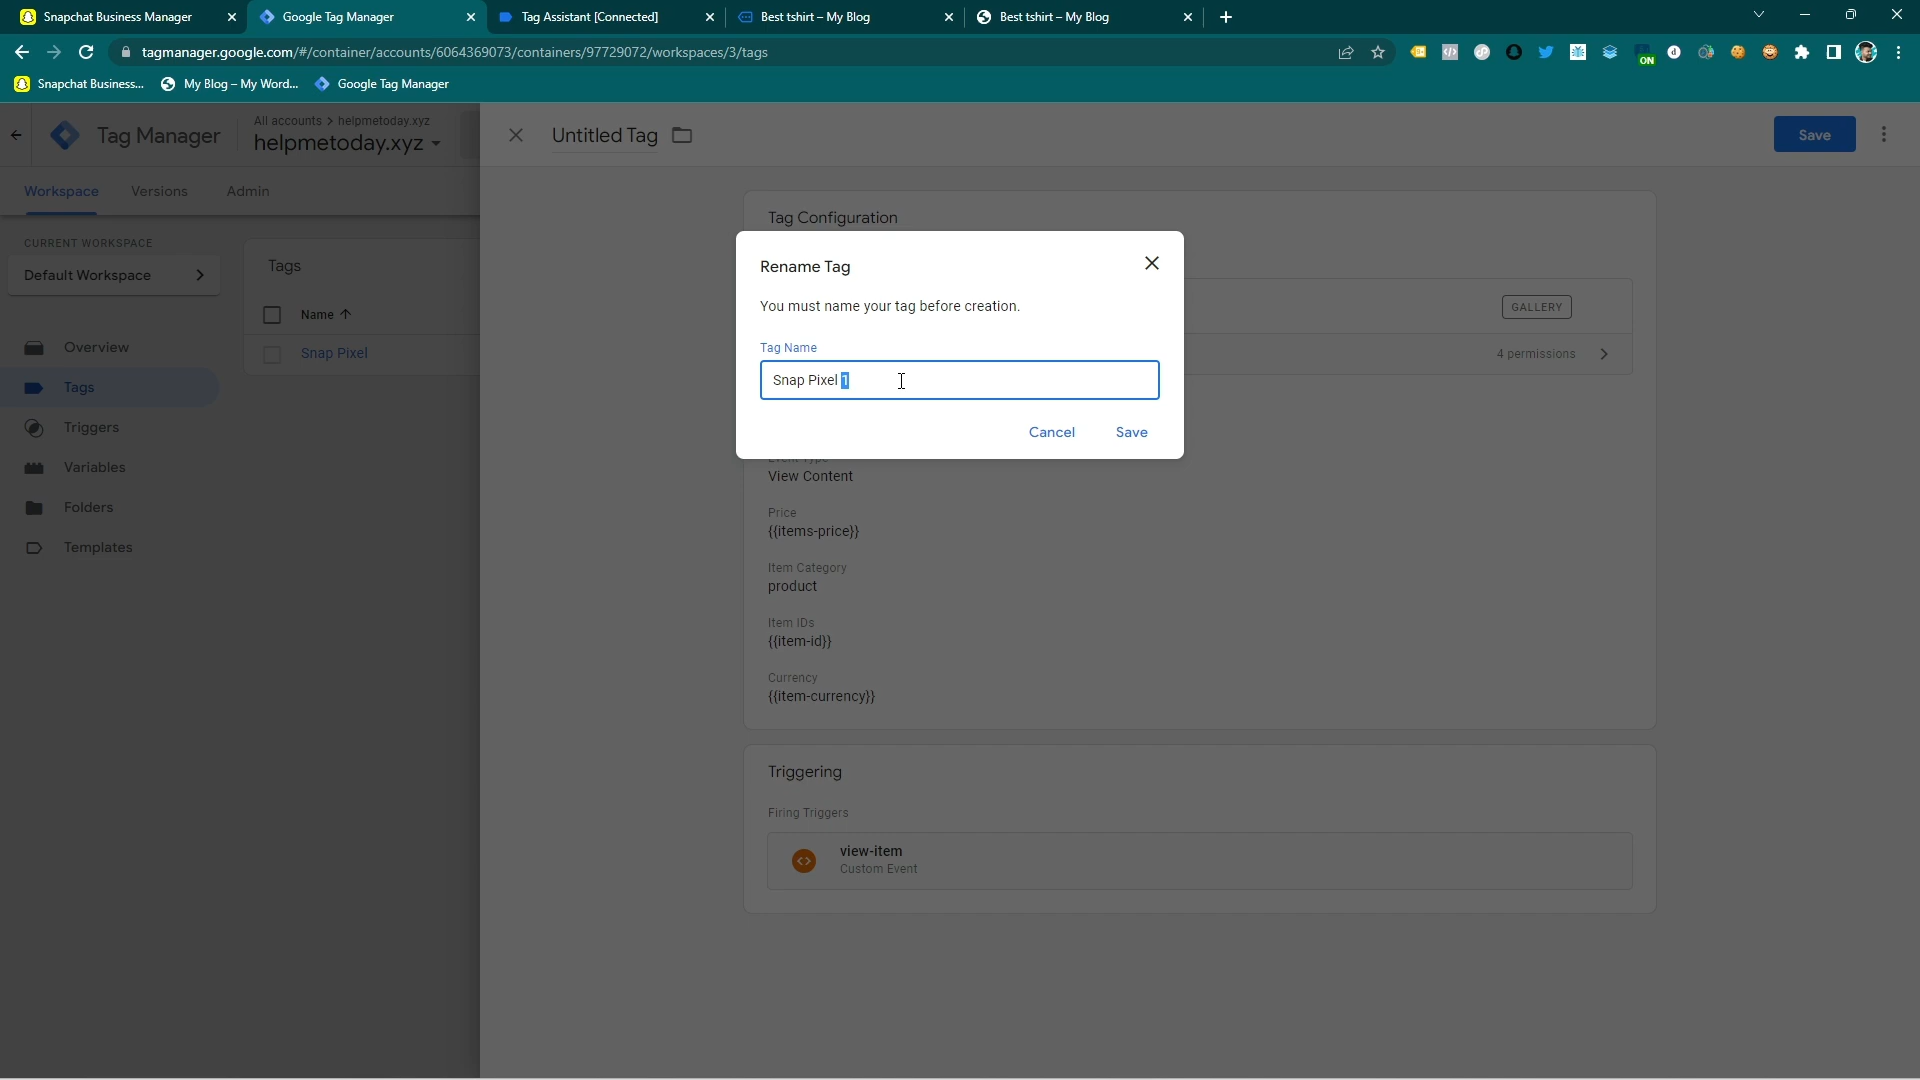 Snapchat Business Manager
Google Tag Manager
Tag Assistant [Connected]
Best tshirt – My Blog
Best tshirt – My Blog
tagmanager.google.com/#/container/accounts/6064369073/containers/97729072/workspaces/3/tags
ON
Snapchat Business...
My Blog – My Word...
Google Tag Manager
Tag Manager
All accounts > helpmetoday.xyz
helpmetoday.xyz
Untitled Tag
Save
Workspace
Versions
Admin
CURRENT WORKSPACE
Default Workspace
Overview
Tags
Triggers
Variables
Folders
Templates
Tags
Name
Snap Pixel
Tag Configuration
GALLERY
4 permissions
Rename Tag
You must name your tag before creation.
Tag Name
Snap Pixel 1
Cancel
Save
View Content
Price
{{items-price}}
Item Category
product
Item IDs
{{item-id}}
Currency
{{item-currency}}
Triggering
Firing Triggers
view-item
Custom Event